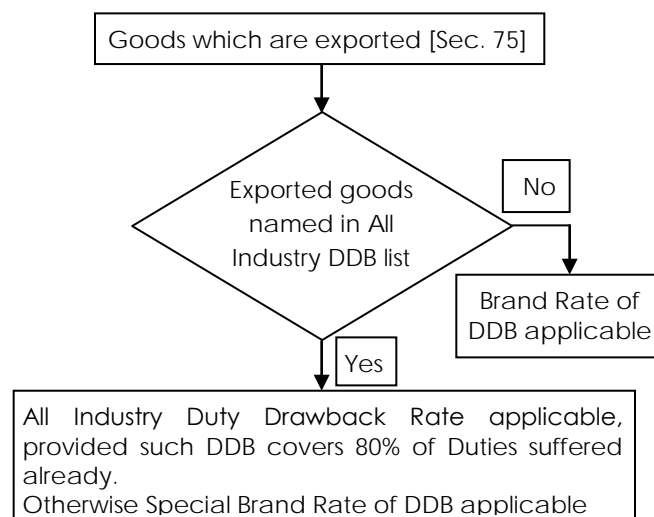 Goods which are exported [Sec. 75]
Exported goods
named in All
Industry DDB list
No
Brand Rate of
DDB applicable
Yes
All Industry Duty Drawback Rate applicable,
provided such DDB covers 80% of Duties suffered
already.
Otherwise Special Brand Rate of DDB applicable